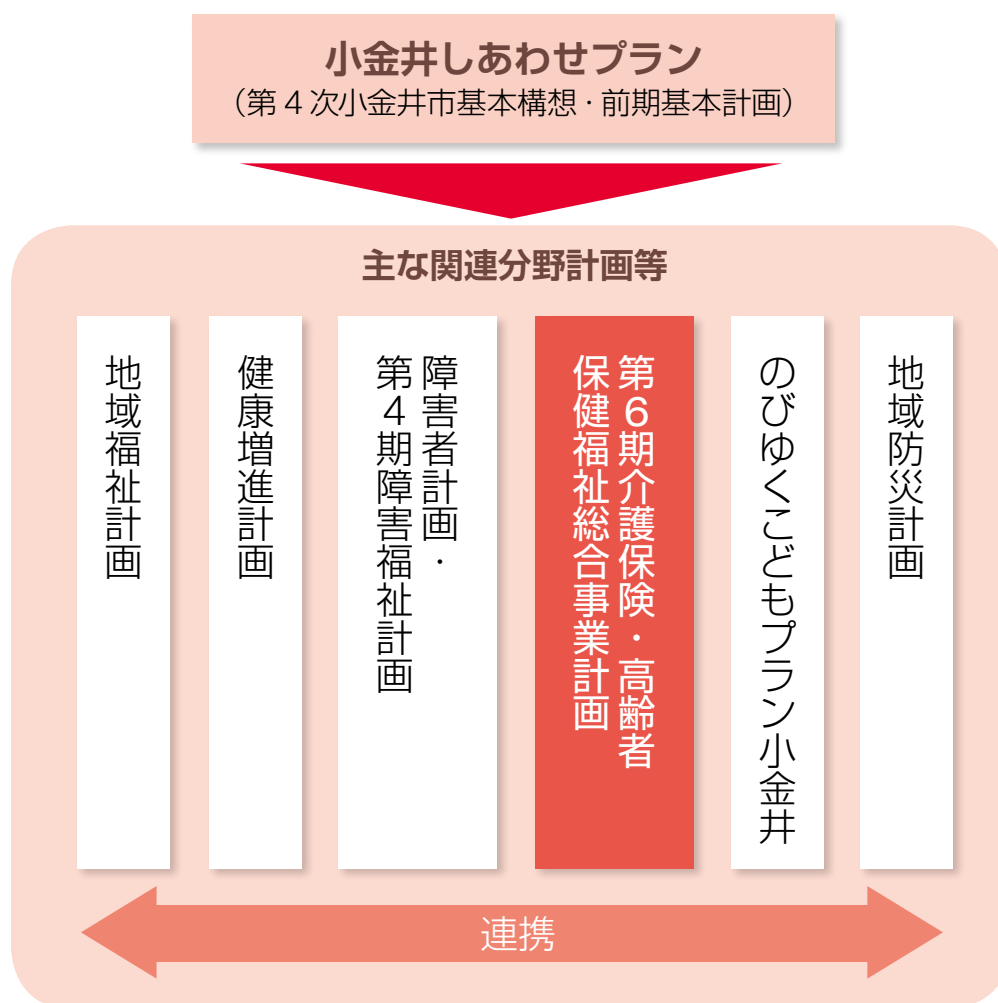 小金井しあわせプラン
（第4次小金井市基本構想・前期基本計画）
主な関連分野計画等
地域福祉計画
健康増進計画
障害者計画・
第4期障害福祉計画
第6期介護保険・高齢者
保健福祉総合事業計画
のびゆくこどもプラン小金井
地域防災計画
連携